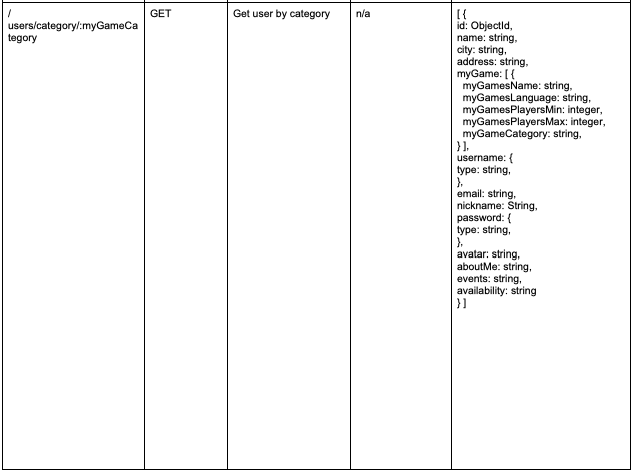 /
users/category/:myGameCa
tegory
GET
Get user by category
n/a
[ {
id: ObjectId,
name: string,
city: string,
address: string,
myGame: [ {
myGamesName: string,
myGamesLanguage: string,
myGamesPlayersMin: integer,
myGamesPlayersMax: integer,
myGameCategory: string,
} ],
username: {
type: string,
},
email: string,
nickname: String,
password: {
type: string,
},
avatar: string,
aboutMe: string,
events: string,
availability: string
} ]